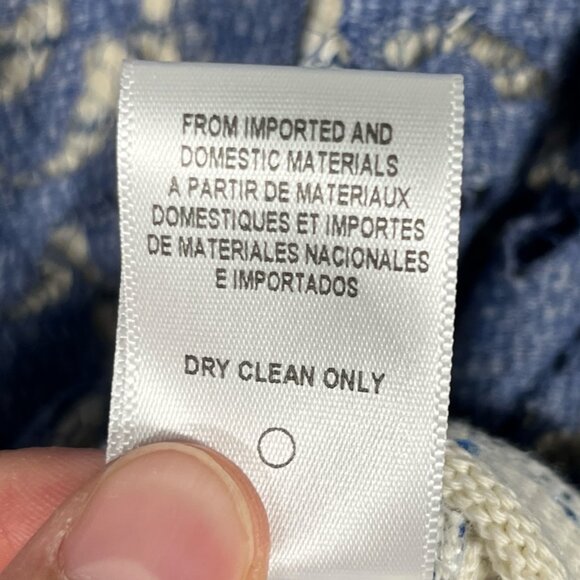 FROM IMPORTED AND
DOMESTIC MATERIALS
A PARTIR DE MATERIAUX
DOMESTIQUES ET IMPORTES
DE MATERIALES NACIONALES
E IMPORTADOS
DRY CLEAN ONLY